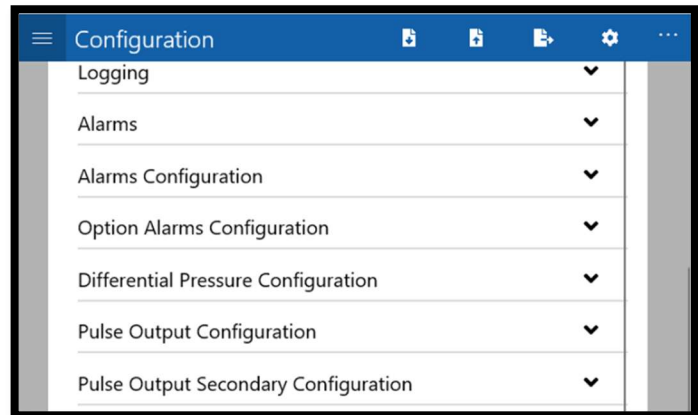 Configuration
Logging
Alarms
Alarms Configuration
Option Alarms Configuration
Differential Pressure Configuration
Pulse Output Configuration
Pulse Output Secondary Configuration